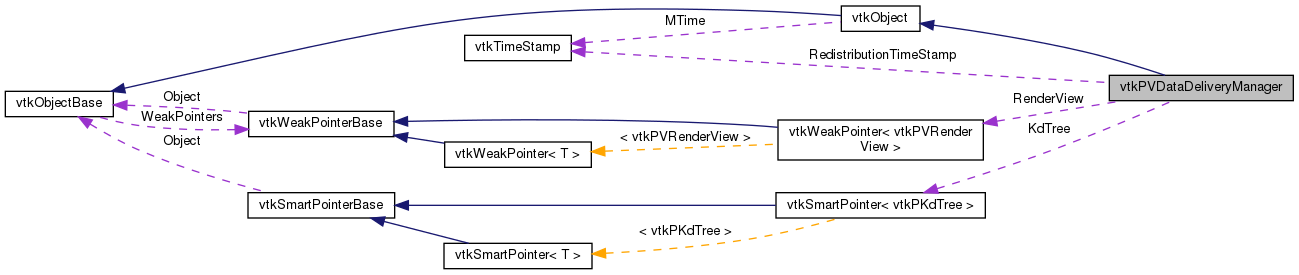 vtkObject
MTime
vtkTimeStamp
RedistributionTimeStamp
vtkPVDataDeliveryManager
vtkObjectBase
Object
WeakPointers
Object
vtkWeakPointerBase
RenderView
KdTree
< vtkPVRenderView >
vtkWeakPointer< vtkPVRender
View >
vtkWeakPointer< T >
vtkSmartPointerBase
vtkSmartPointer< vtkPKdTree >
< vtkPKdTree >
vtkSmartPointer< T >